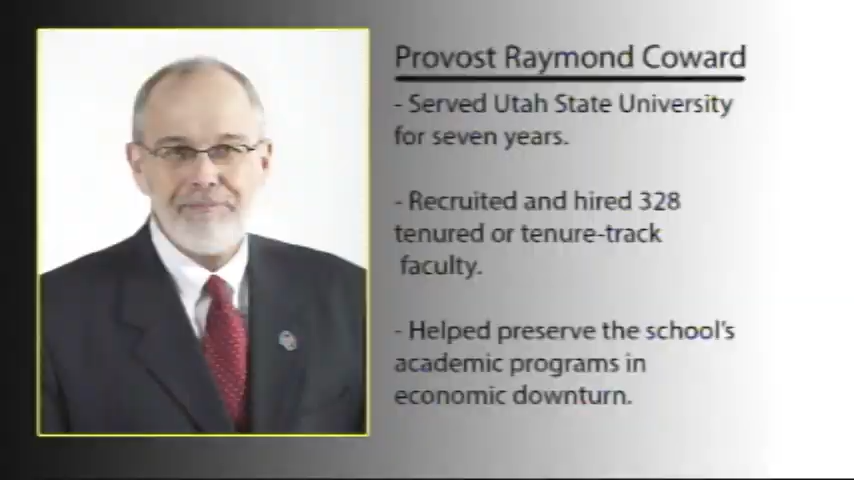 Provost Raymond Coward
- Served Utah State University
for seven years.
- Recruited and hired 328
tenured or tenure-track
faculty.
- Helped preserve the school's
academic programs in
economic downturn.